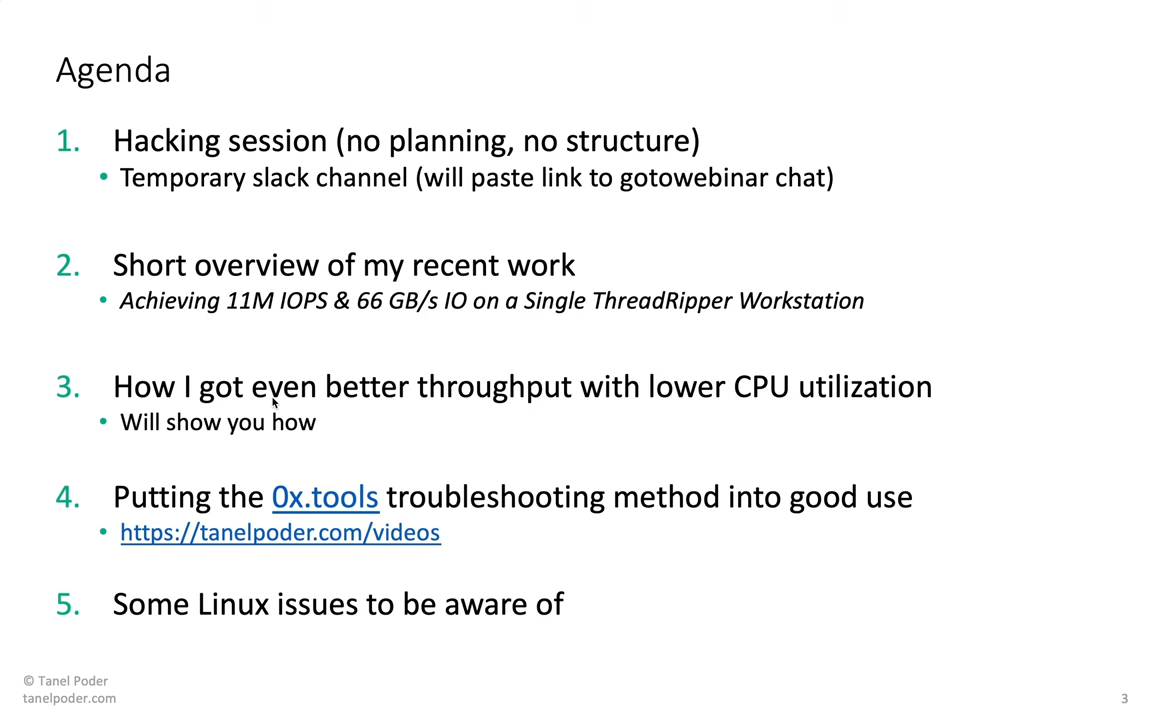 Agenda
1. Hacking session (no planning, no structure)
• Temporary slack channel (will paste link to gotowebinar chat)
2. Short overview of my recent work
• Achieving 11M IOPS & 66 GB/s IO on a Single ThreadRipper Workstation
3. How I got even better throughput with lower CPU utilization
• Will show you how
4. Putting the 0x.tools troubleshooting method into good use
• https://tanelpoder.com/videos
5. Some Linux issues to be aware of
© Tanel Poder
tanelpoder.com
3